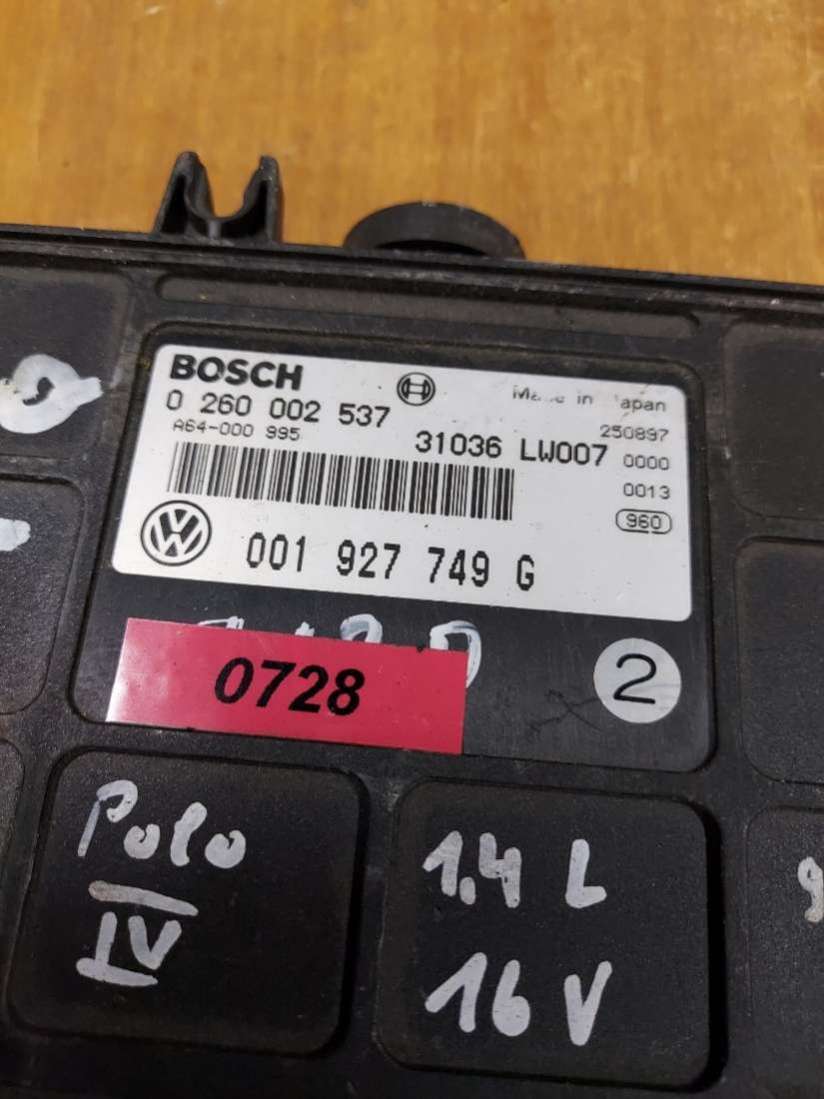 BOSCH
Made in Japan
0 260 002 537
250897
A64-000 995
31036 LW007
0000
0013
960
VW
001 927 749 G
0728
2
Polo
IV
1.4 L
16 V